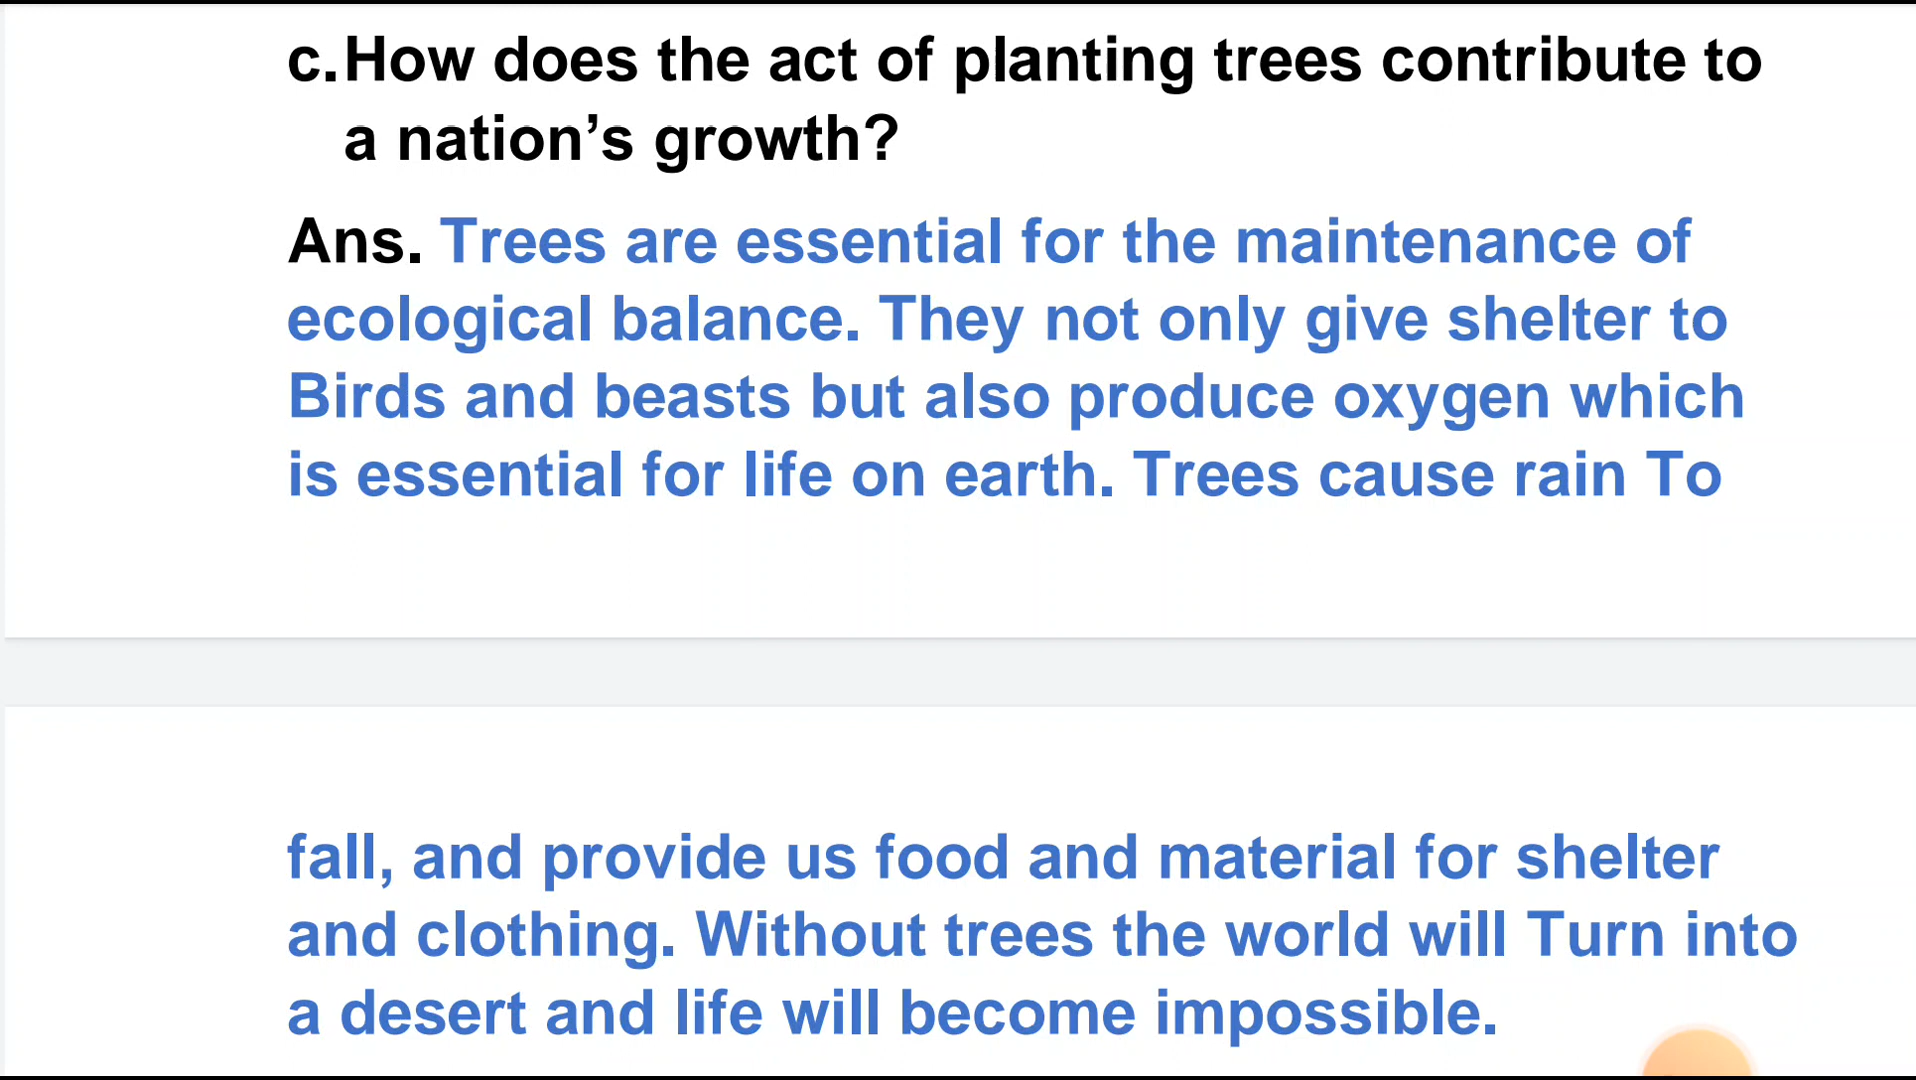 c. How does the act of planting trees contribute to
a nation’s growth?
Ans. Trees are essential for the maintenance of
ecological balance. They not only give shelter to
Birds and beasts but also produce oxygen which
is essential for life on earth. Trees cause rain To
fall, and provide us food and material for shelter
and clothing. Without trees the world will Turn into
a desert and life will become impossible.